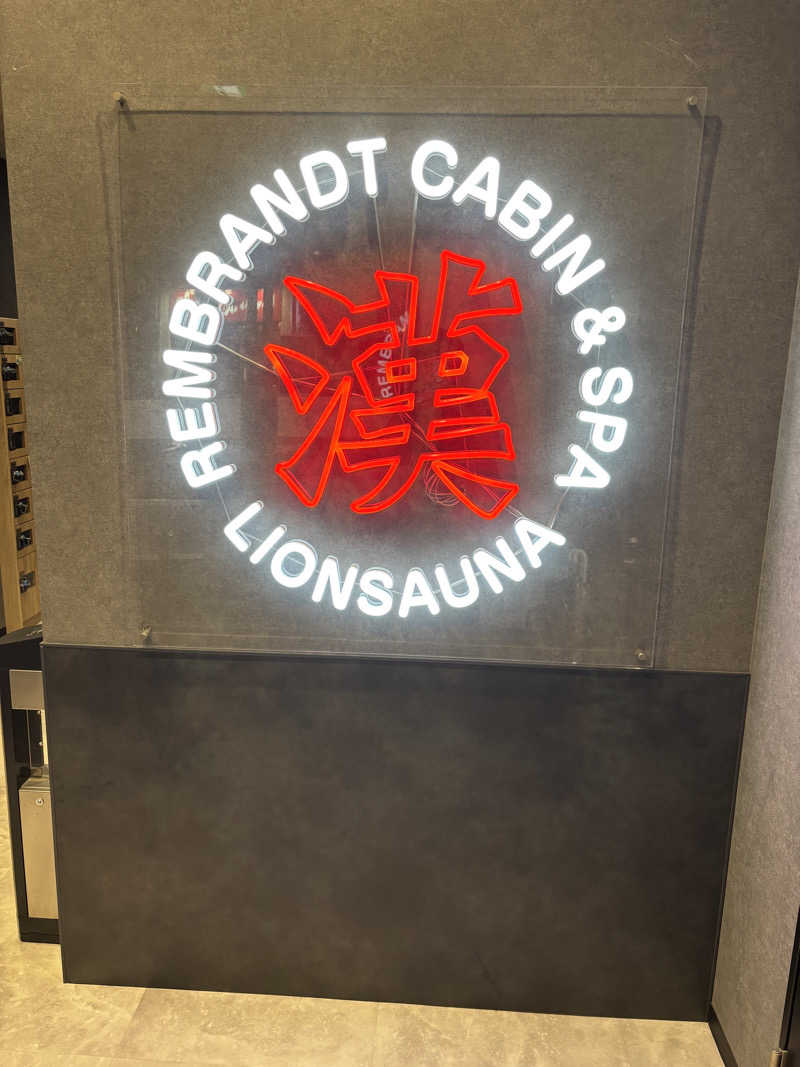 REMBRANDT CABIN & SPA
漢
LIONSAUNA